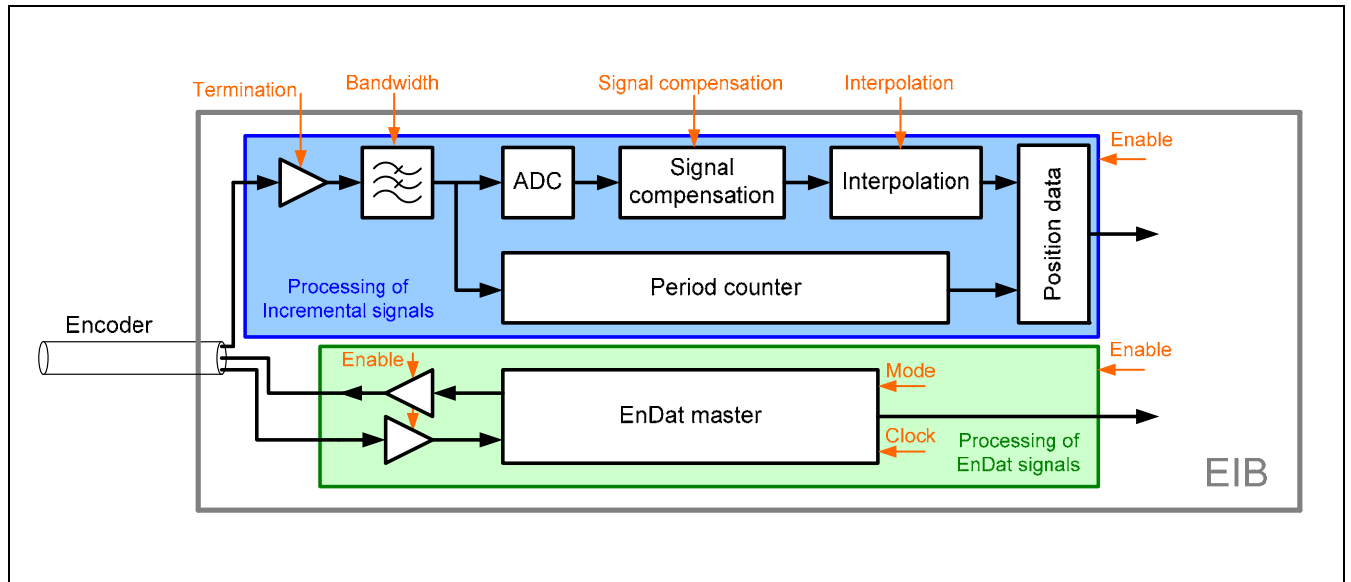 Termination
Bandwidth
Signal compensation
Interpolation
Enable
ADC
Signal
compensation
Interpolation
Position data
Period counter
Processing of
Incremental signals
Encoder
Enable
Enable
Mode
EnDat master
Clock
Processing of
EnDat signals
EIB